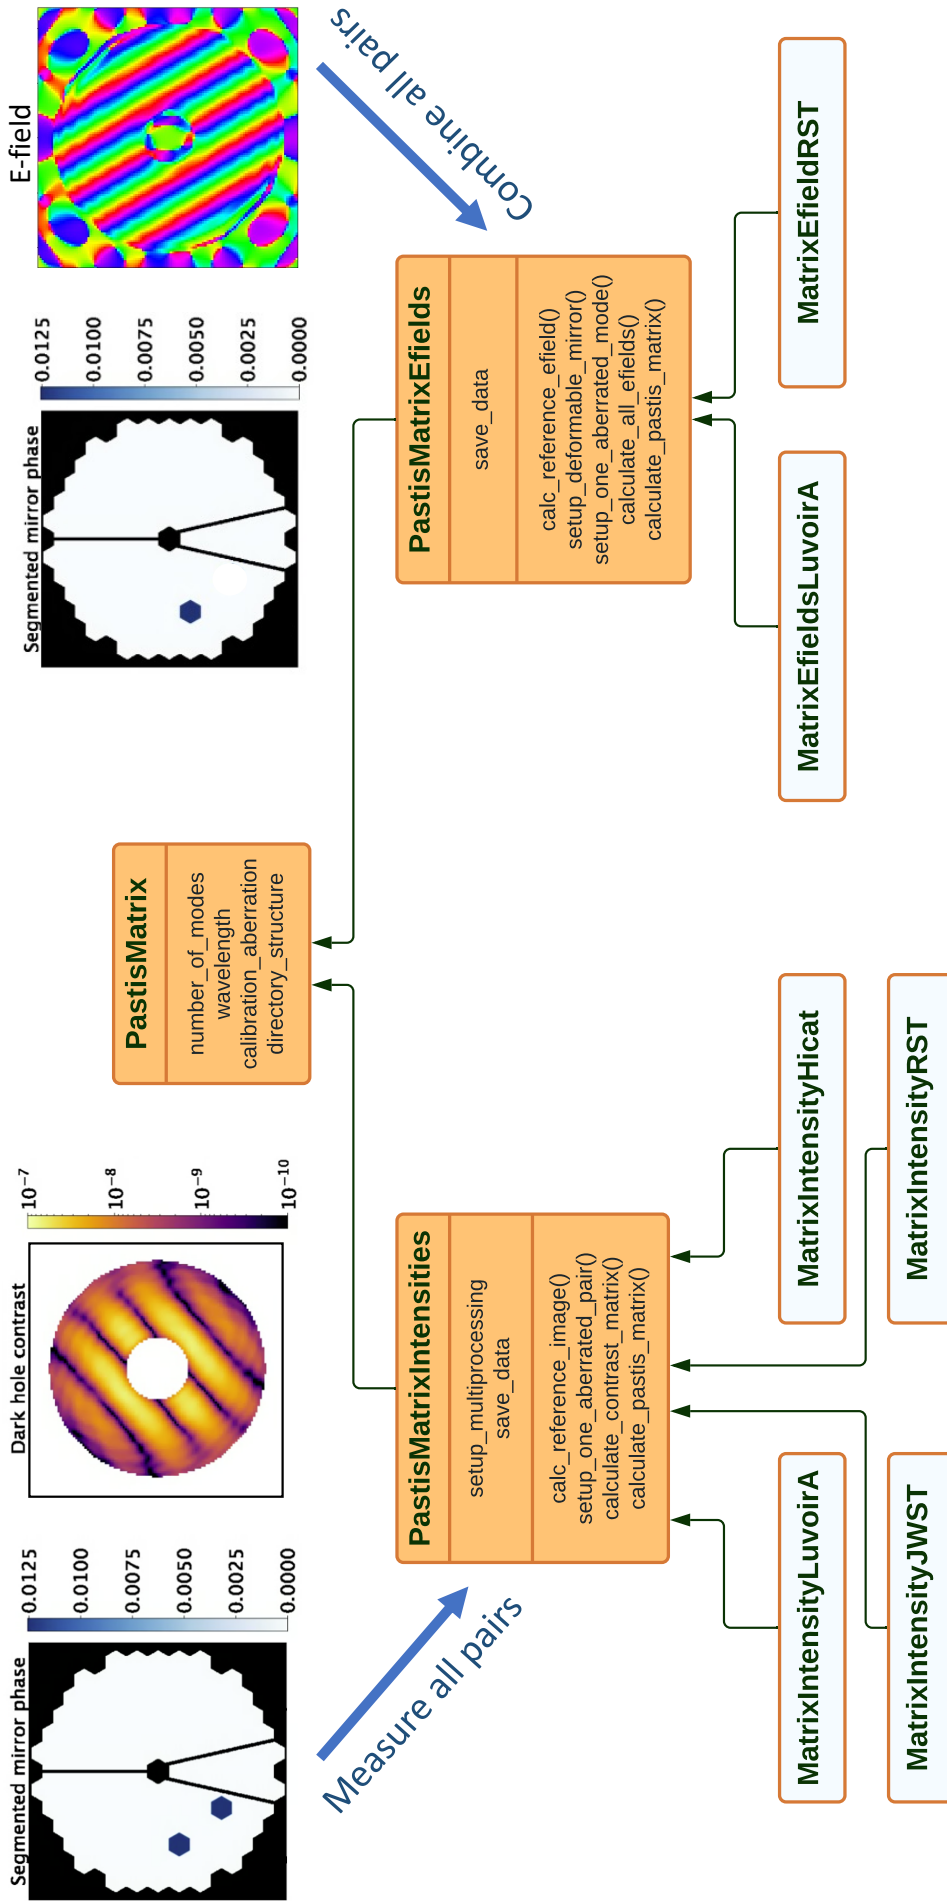 Segmented mirror phase
0.0125
0.0100
0.0075
0.0050
0.0025
0.0000
Dark hole contrast
10⁻⁷
10⁻⁸
10⁻⁹
10⁻¹⁰
Segmented mirror phase
0.0125
0.0100
0.0075
0.0050
0.0025
0.0000
E-field
Measure all pairs
Combine all pairs
PastisMatrix
number_of_modes
wavelength
calibration_aberration
directory_structure
PastisMatrixIntensities
setup_multiprocessing
save_data
calc_reference_image()
setup_one_aberrated_pair()
calculate_contrast_matrix()
calculate_pastis_matrix()
PastisMatrixEfields
save_data
calc_reference_efield()
setup_deformable_mirror()
setup_one_aberrated_mode()
calculate_all_efields()
calculate_pastis_matrix()
MatrixIntensityLuvoirA
MatrixIntensityHicat
MatrixEfieldsLuvoirA
MatrixEfieldRST
MatrixIntensityJWST
MatrixIntensityRST